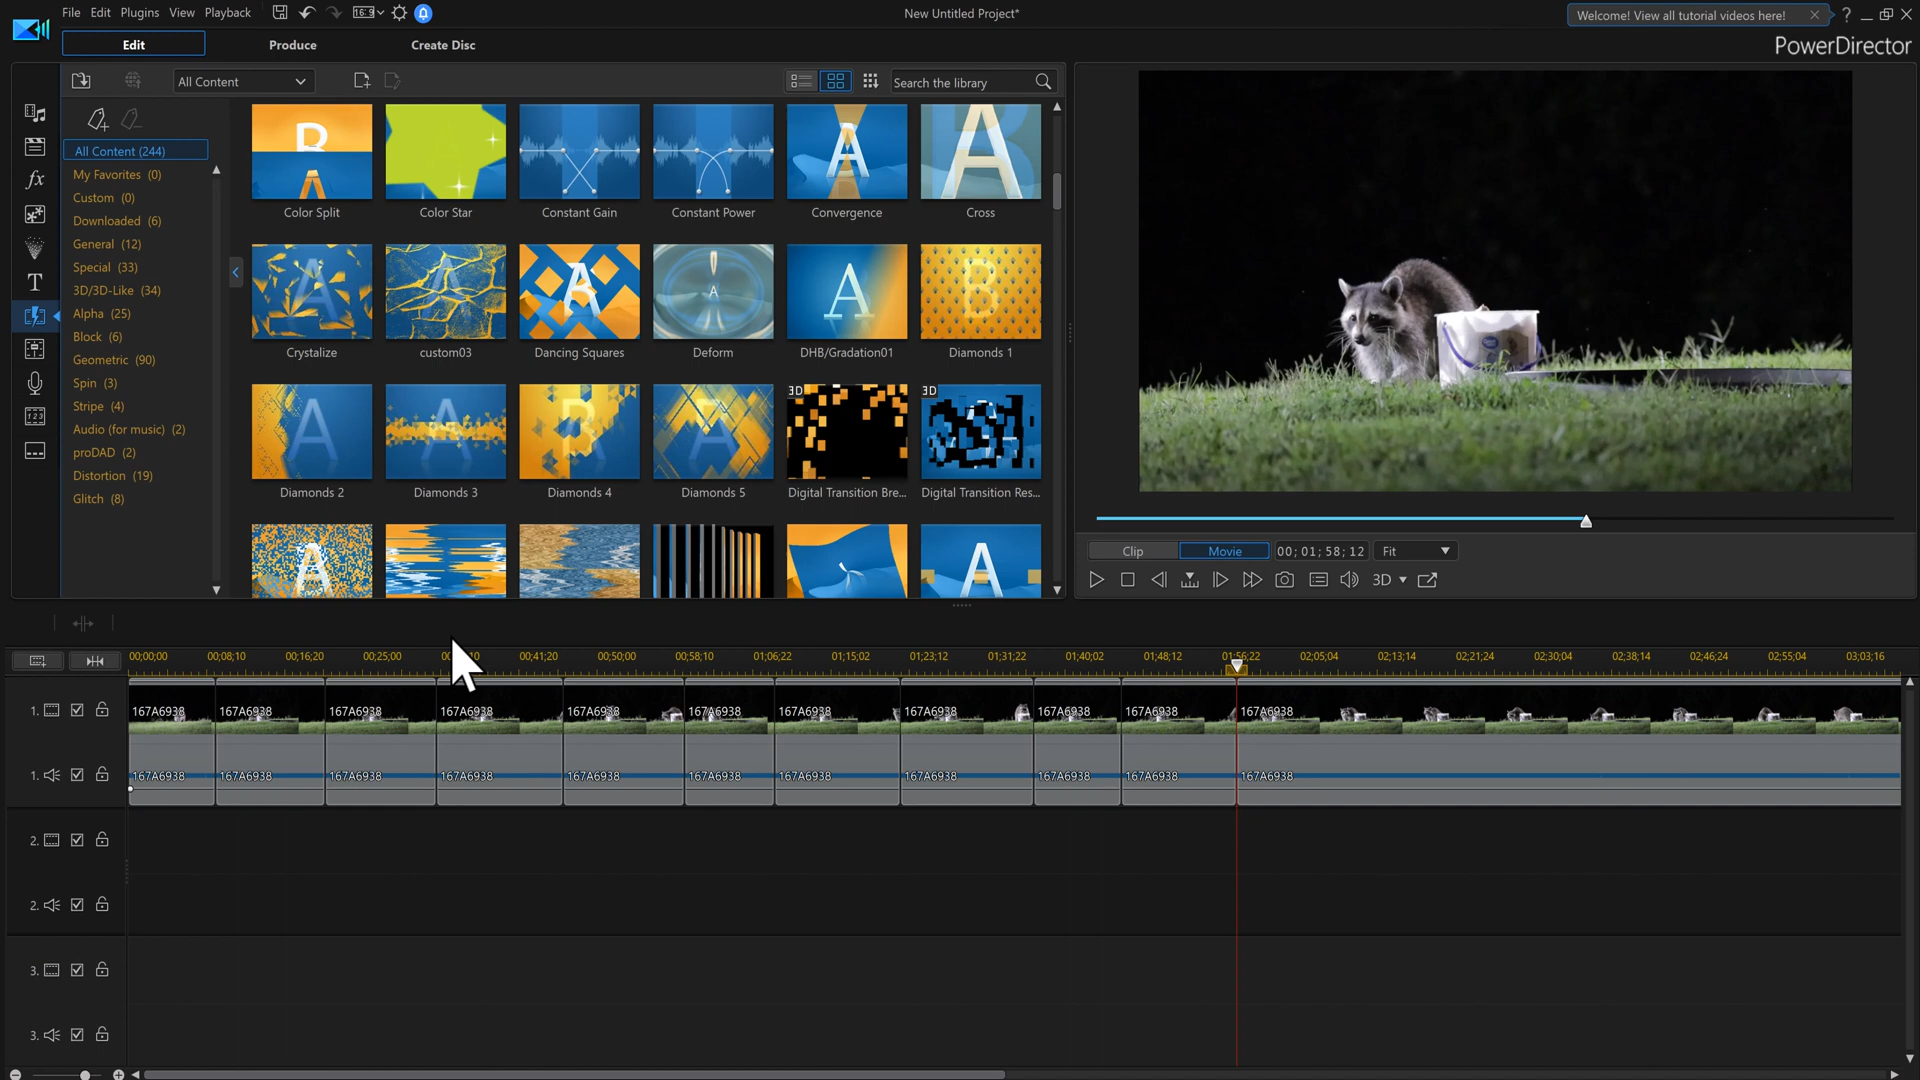 File Edit Plugins View Playback
16:9
New Untitled Project*
Welcome! View all tutorial videos here!
?
Edit Produce Create Disc
PowerDirector
All Content
Search the library
All Content (244)
My Favorites (0)
Custom (0)
Downloaded (6)
General (12)
Special (33)
3D/3D-Like (34)
Alpha (25)
Block (6)
Geometric (90)
Spin (3)
Stripe (4)
Audio (for music) (2)
proDAD (2)
Distortion (19)
Glitch (8)
fx
T
Color Split Color Star Constant Gain Constant Power Convergence Cross
Crystalize custom03 Dancing Squares Deform DHB/Gradation01 Diamonds 1
3D 3D
Diamonds 2 Diamonds 3 Diamonds 4 Diamonds 5 Digital Transition Bre... Digital Transition Res...
Clip Movie 00; 01; 58; 12 Fit
3D
00;00;00 00;08;10 00;16;20 00;25;00 00;41;20 00;50;00 00;58;10 01;06;22 01;15;02 01;23;12 01;31;22 01;40;02 01;48;12 01;56;22 02;05;04 02;13;14 02;21;24 02;30;04 02;38;14 02;46;24 02;55;04 03;03;16
1. 167A6938 167A6938 167A6938 167A6938 167A6938 167A6938 167A6938 167A6938 167A6938 167A6938 167A6938
1. 167A6938 167A6938 167A6938 167A6938 167A6938 167A6938 167A6938 167A6938 167A6938 167A6938 167A6938
2.
2.
3.
3.